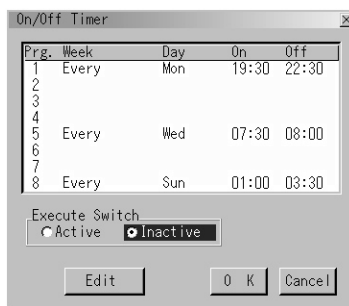 On/Off Timer x
Prg. Week Day On Off
1 Every Mon 19:30 22:30
2
3
4
5 Every Wed 07:30 08:00
6
7
8 Every Sun 01:00 03:30
Execute Switch
Active Inactive
Edit O K Cancel